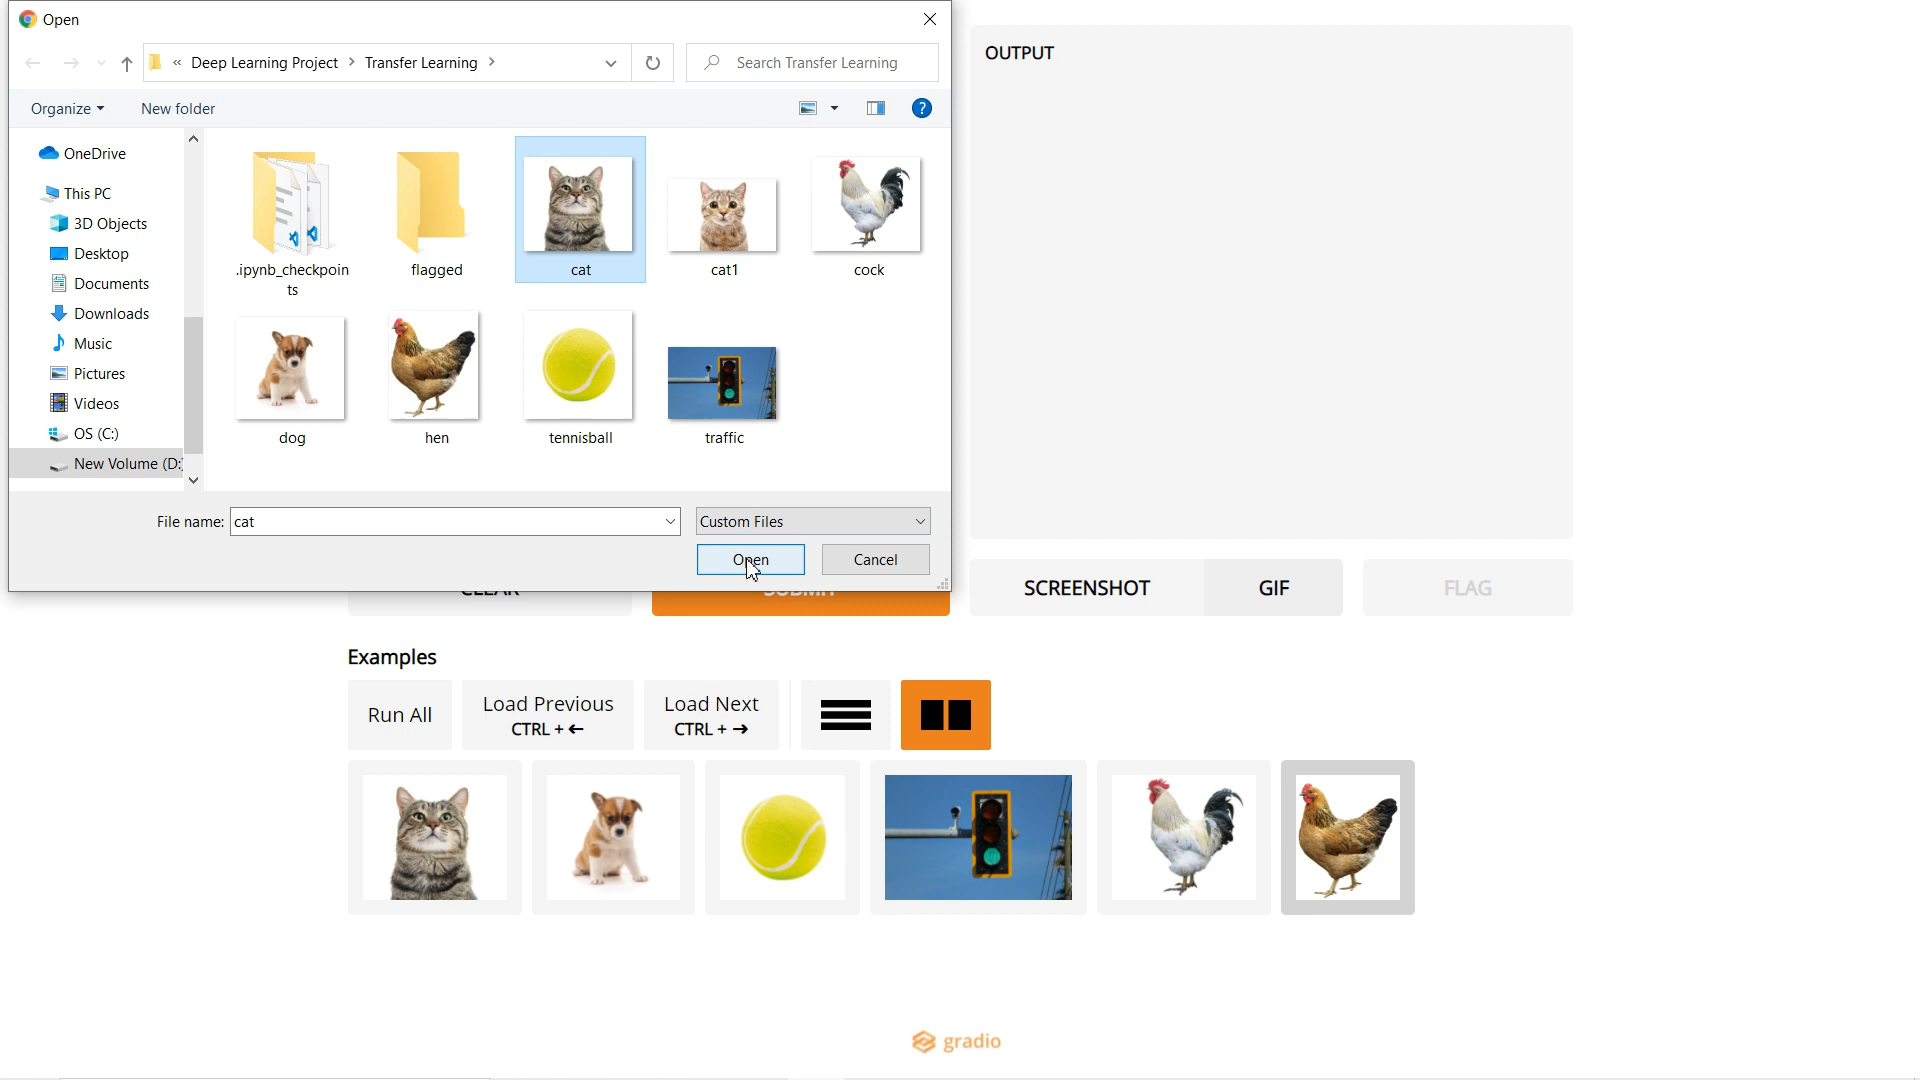 Open
« Deep Learning Project > Transfer Learning >
Search Transfer Learning
Organize
New folder
?
OneDrive
This PC
3D Objects
Desktop
Documents
Downloads
Music
Pictures
Videos
OS (C:)
New Volume (D:)
.ipynb_checkpoin
ts
flagged
cat
cat1
cock
dog
hen
tennisball
traffic
File name:
cat
Custom Files
Open
Cancel
OUTPUT
CLEAR
SUBMIT
SCREENSHOT
GIF
FLAG
Examples
Run All
Load Previous
CTRL + ←
Load Next
CTRL + →
gradio